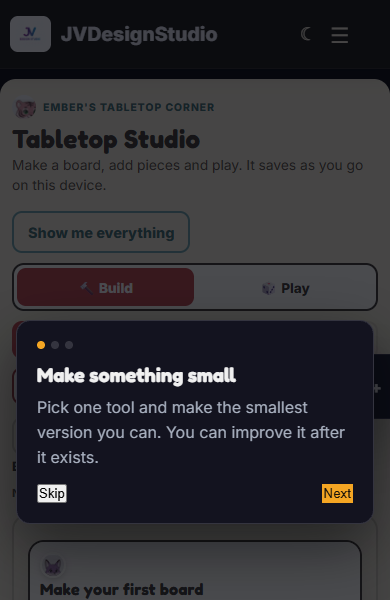 JVDesignStudio
EMBER'S TABLETOP CORNER
Tabletop Studio
Make a board, add pieces and play. It saves as you go
on this device.
Show me everything
Build
Play
Make something small
Pick one tool and make the smallest
version you can. You can improve it after
it exists.
Skip
Next
Make your first board